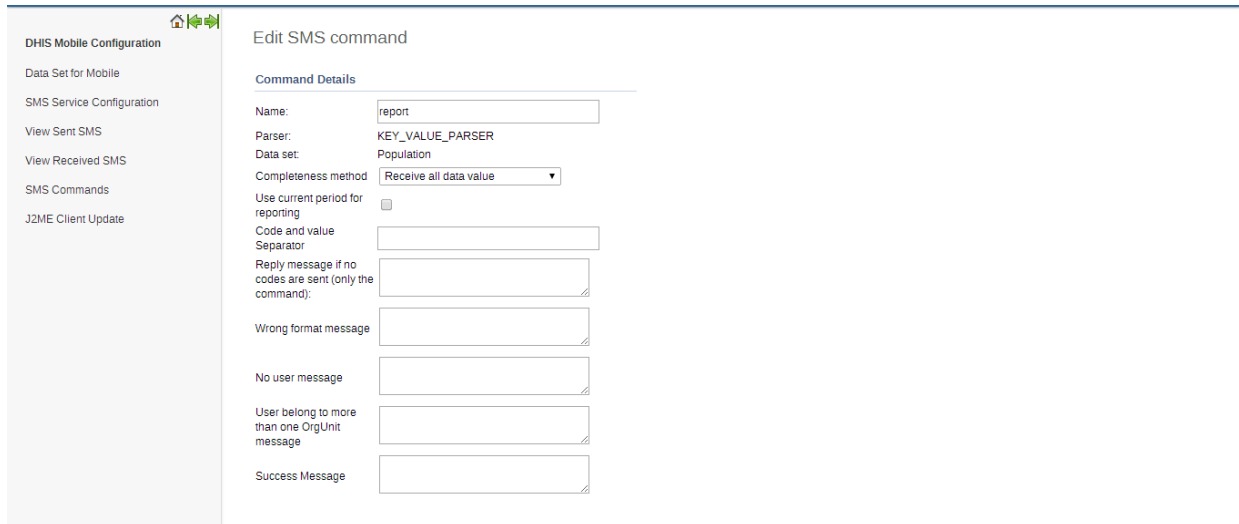 DHIS Mobile Configuration
Data Set for Mobile
SMS Service Configuration
View Sent SMS
View Received SMS
SMS Commands
J2ME Client Update
Edit SMS command
Command Details
Name: report
Parser: KEY_VALUE_PARSER
Data set: Population
Completeness method Receive all data value
Use current period for
reporting
Code and value
Separator
Reply message if no
codes are sent (only the
command):
Wrong format message
No user message
User belong to more
than one OrgUnit
message
Success Message